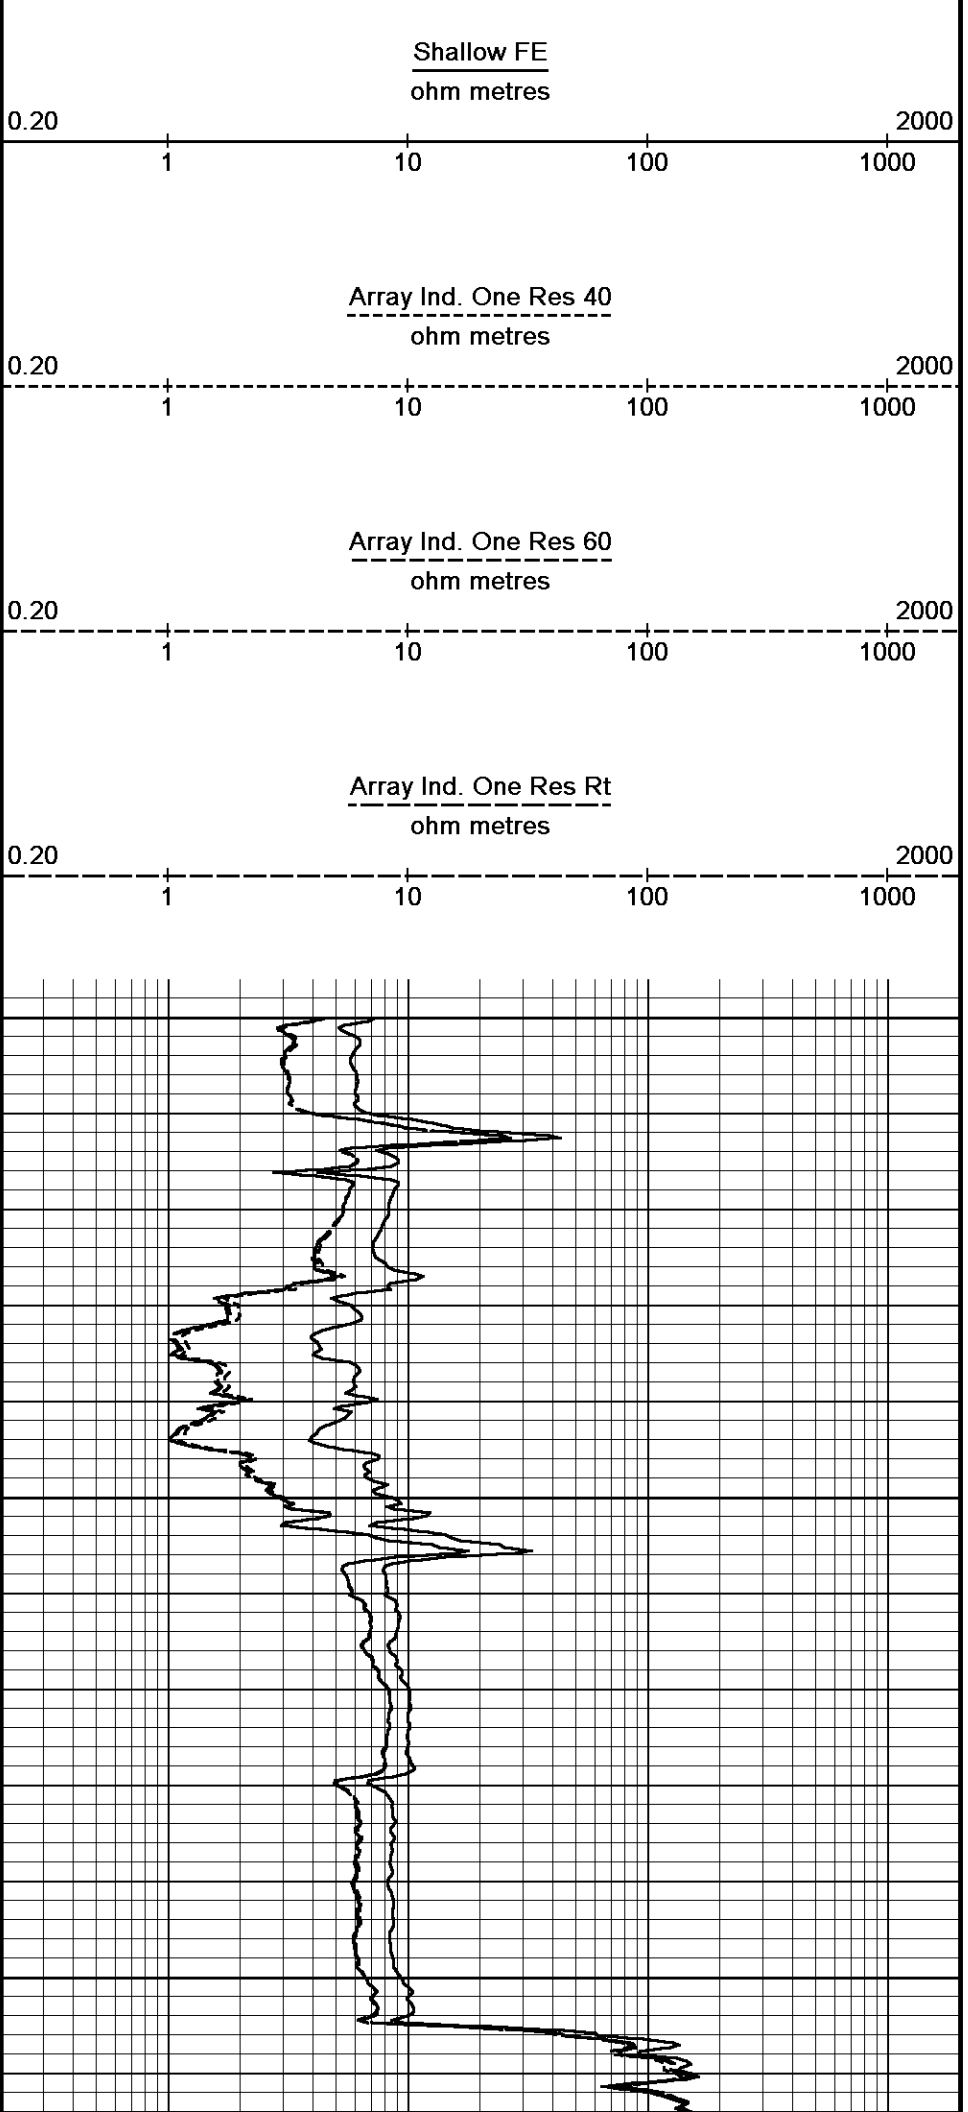 Shallow FE
ohm metres
0.20 2000
1 10 100 1000
Array Ind. One Res 40
ohm metres
0.20 2000
1 10 100 1000
Array Ind. One Res 60
ohm metres
0.20 2000
1 10 100 1000
Array Ind. One Res Rt
ohm metres
0.20 2000
1 10 100 1000